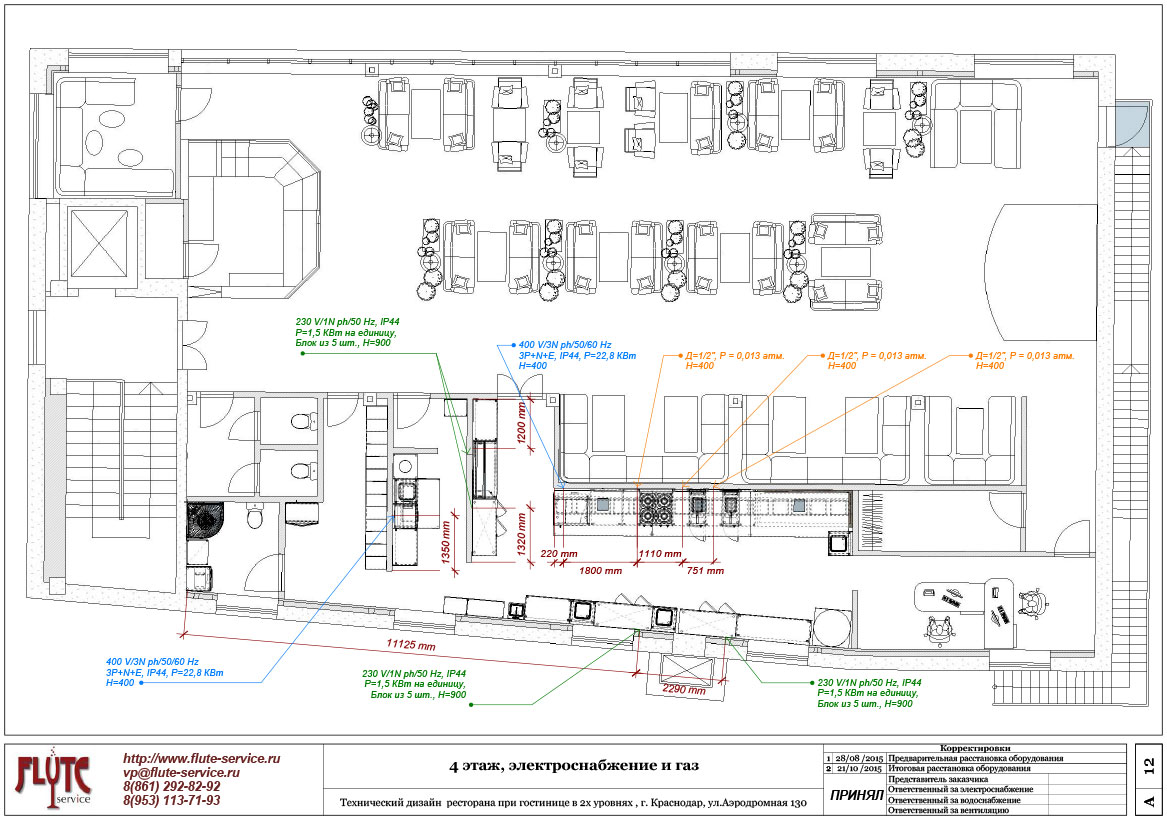 230 V/1N ph/50 Hz, IP44
P=1,5 КВт на единицу,
Блок из 5 шт., H=900
400 V/3N ph/50/60 Hz
3P+N+E, IP44, P=22,8 КВт
H=400
Д=1/2", P = 0,013 атм.
H=400
Д=1/2", P = 0,013 атм.
H=400
Д=1/2", P = 0,013 атм.
H=400
1200 mm
1350 mm
1320 mm
220 mm
1110 mm
1800 mm
751 mm
11125 mm
2290 mm
400 V/3N ph/50/60 Hz
3P+N+E, IP44, P=22,8 КВт
H=400
230 V/1N ph/50 Hz, IP44
P=1,5 КВт на единицу,
Блок из 5 шт., H=900
230 V/1N ph/50 Hz, IP44
P=1,5 КВт на единицу,
Блок из 5 шт., H=900
FLUTE
service
http://www.flute-service.ru
vp@flute-service.ru
8(861) 292-82-92
8(953) 113-71-93
4 этаж, электроснабжение и газ
Технический дизайн ресторана при гостинице в 2х уровнях , г. Краснодар, ул.Аэродромная 130
Корректировки
1 28/08 /2015 Предварительная расстановка оборудования
2 21/10 /2015 Итоговая расстановка оборудования
ПРИНЯЛ
Представитель заказчика
Ответственный за электроснабжение
Ответственный за водоснабжение
Ответственный за вентиляцию
12
A